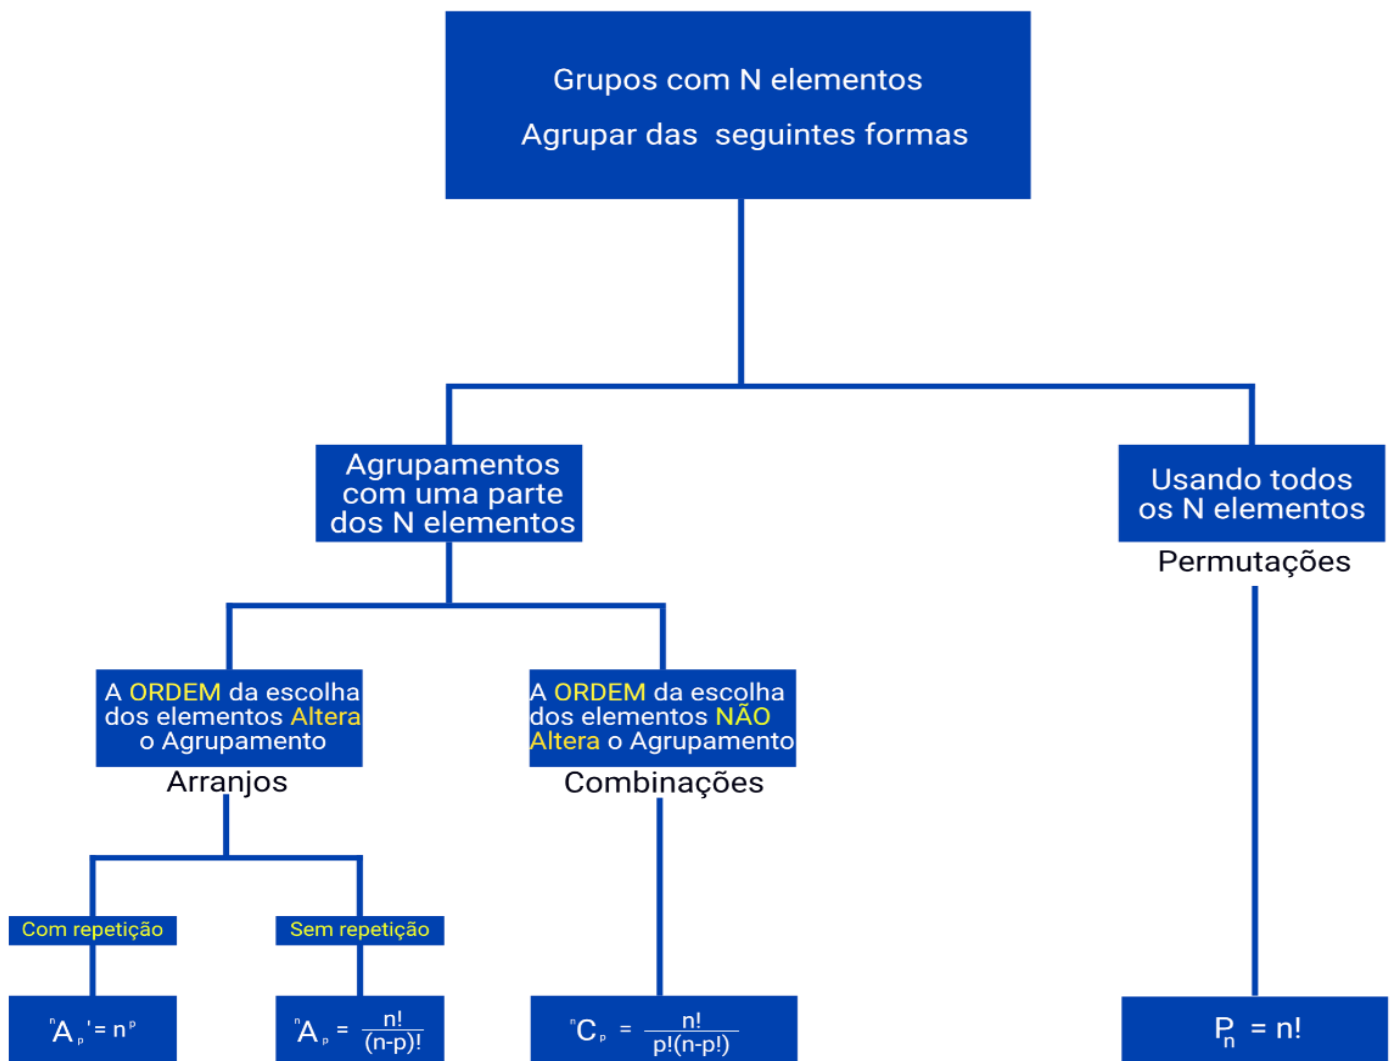 Grupos com N elementos
Agrupar das seguintes formas
Agrupamentos
com uma parte
dos N elementos
Usando todos
os N elementos
Permutações
A ORDEM da escolha
dos elementos Altera
o Agrupamento
Arranjos
A ORDEM da escolha
dos elementos NÃO
Altera o Agrupamento
Combinações
Com repetição
Sem repetição
ⁿAₚ' = nᵖ
ⁿAₚ = n!/(n-p)!
ⁿCₚ = n!/p!(n-p!)
Pₙ = n!